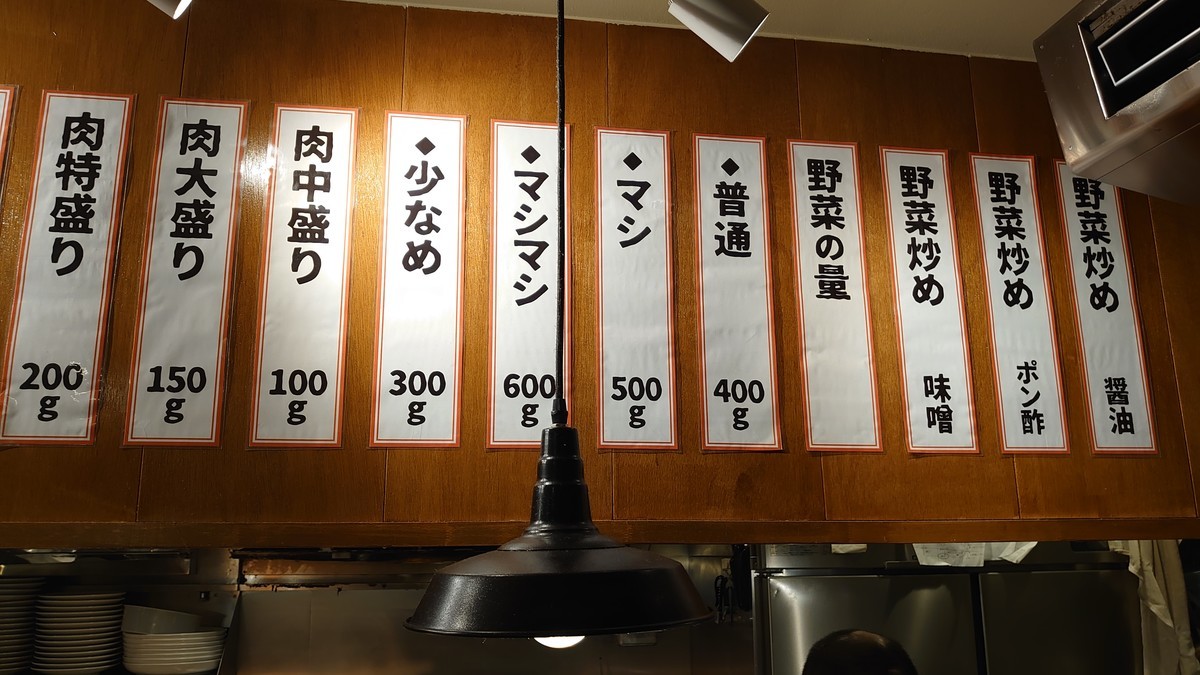 野菜炒め 醤油
野菜炒め ポン酢
野菜炒め 味噌
野菜の量
◆普通 400g
◆マシ 500g
◆マシマシ 600g
◆少なめ 300g
肉中盛り 100g
肉大盛り 150g
肉特盛り 200g